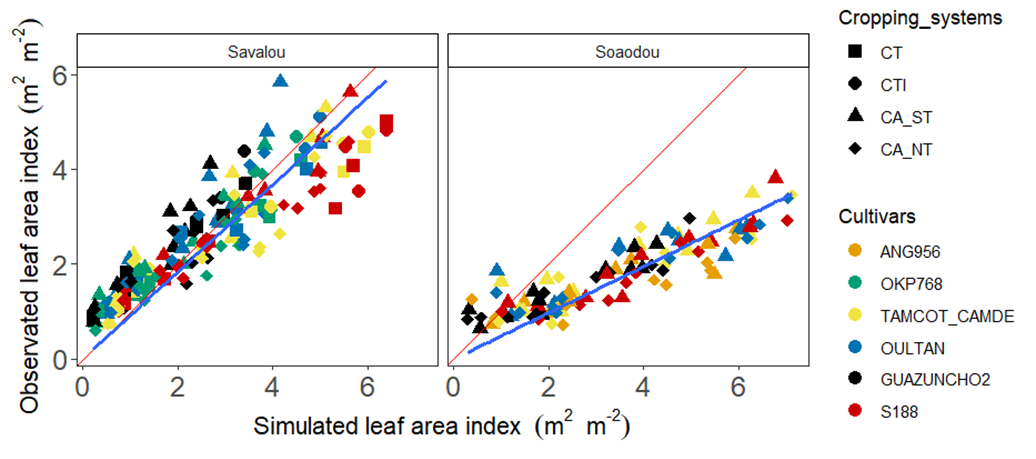 Savalou
Soaodou
Observated leaf area index (m² m⁻²)
6
4
2
0
0 2 4 6
0 2 4 6
Simulated leaf area index (m² m⁻²)
Cropping_systems
CT
CTI
CA_ST
CA_NT
Cultivars
ANG956
OKP768
TAMCOT_CAMDE
OULTAN
GUAZUNCHO2
S188